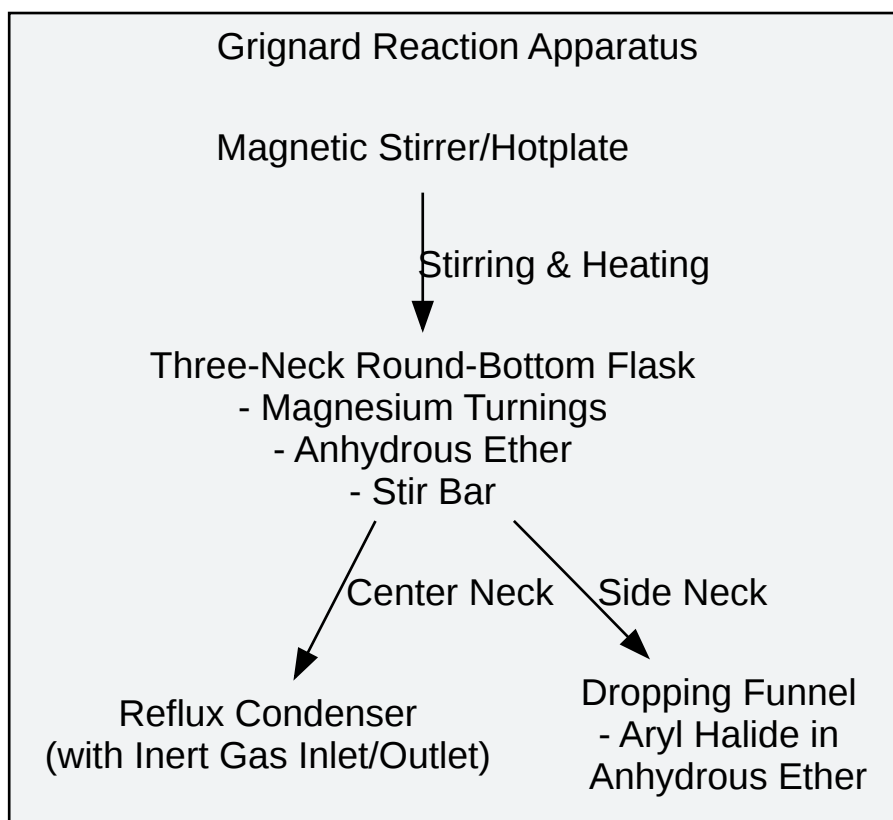 Grignard Reaction Apparatus
Magnetic Stirrer/Hotplate
Stirring & Heating
Three-Neck Round-Bottom Flask
- Magnesium Turnings
- Anhydrous Ether
- Stir Bar
Center Neck
Side Neck
Reflux Condenser
(with Inert Gas Inlet/Outlet)
Dropping Funnel
- Aryl Halide in
Anhydrous Ether